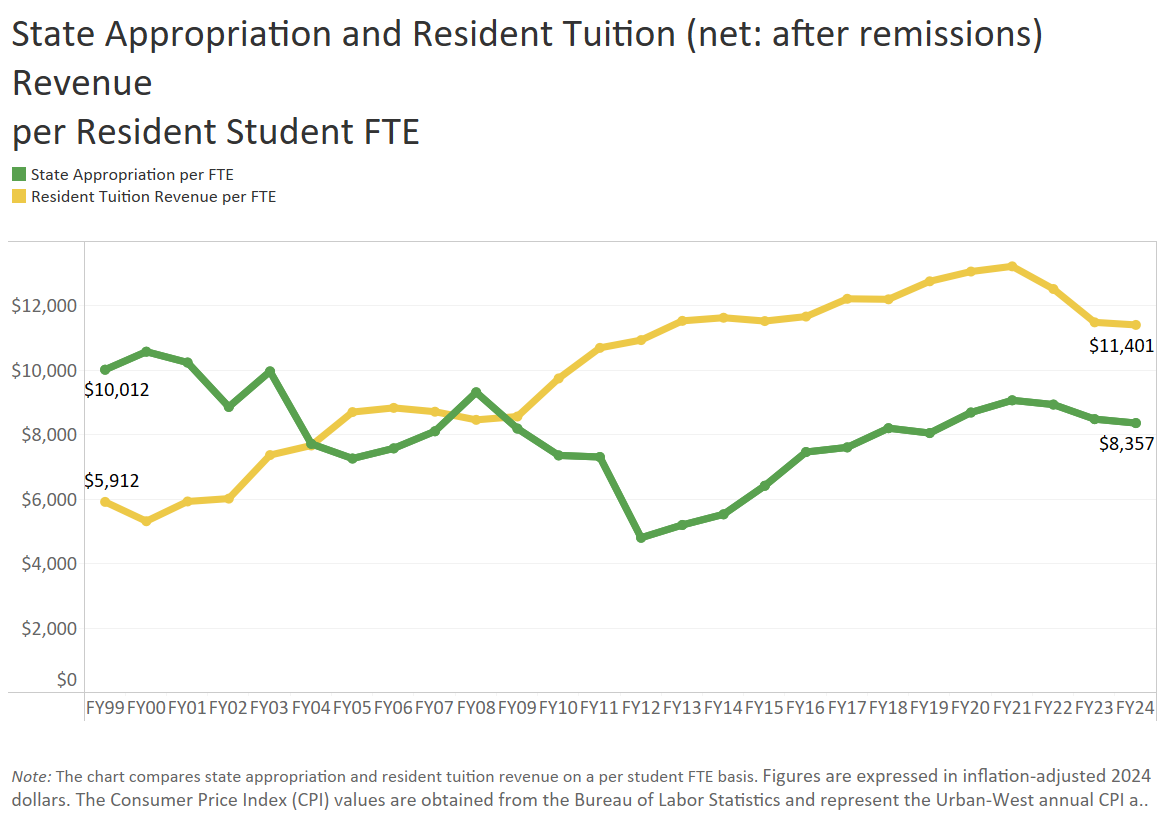 State Appropriation and Resident Tuition (net: after remissions)
Revenue
per Resident Student FTE
State Appropriation per FTE
Resident Tuition Revenue per FTE
$12,000
$10,000
$8,000
$6,000
$4,000
$2,000
$0
$10,012
$5,912
$11,401
$8,357
FY99 FY00 FY01 FY02 FY03 FY04 FY05 FY06 FY07 FY08 FY09 FY10 FY11 FY12 FY13 FY14 FY15 FY16 FY17 FY18 FY19 FY20 FY21 FY22 FY23 FY24
Note: The chart compares state appropriation and resident tuition revenue on a per student FTE basis. Figures are expressed in inflation-adjusted 2024
dollars. The Consumer Price Index (CPI) values are obtained from the Bureau of Labor Statistics and represent the Urban-West annual CPI a..